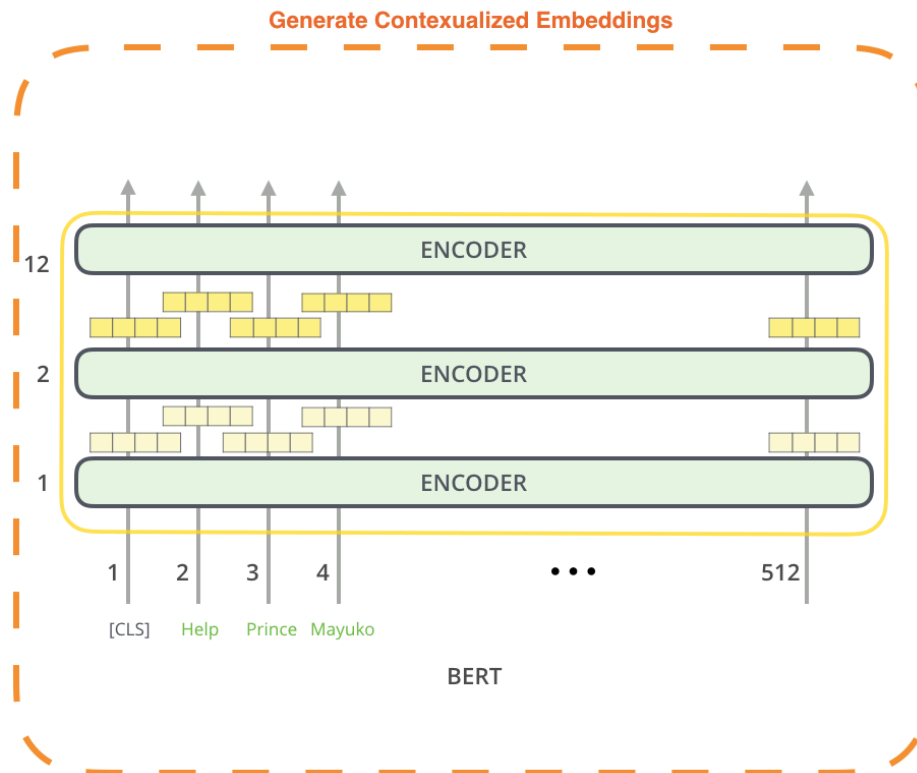 Generate Contexualized Embeddings
ENCODER
12
2
ENCODER
1
ENCODER
1 2 3 4 ... 512
[CLS] Help Prince Mayuko
BERT